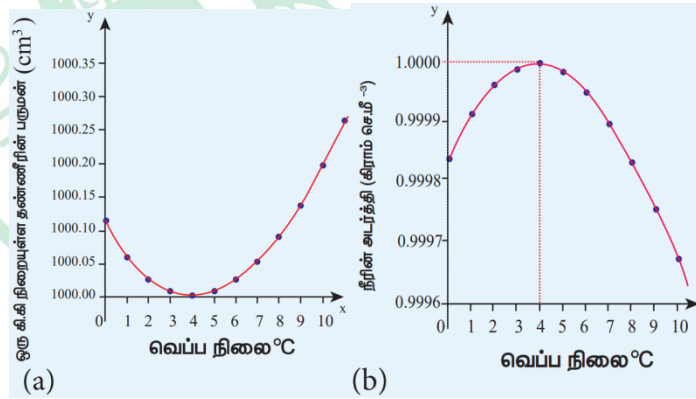 y
ஒரு கி.கி நிறையுள்ள தண்ணீரின் பருமன் (cm³)
1000.35
1000.30
1000.25
1000.20
1000.15
1000.10
1000.05
1000.00
0 1 2 3 4 5 6 7 8 9 10 x
வெப்ப நிலை °C
(a)
y
நீரின் அடர்த்தி (கிராம் செ.மீ ⁻³)
1.0000
0.9999
0.9998
0.9997
0.9996
0 1 2 3 4 5 6 7 8 9 10
வெப்ப நிலை °C
(b)